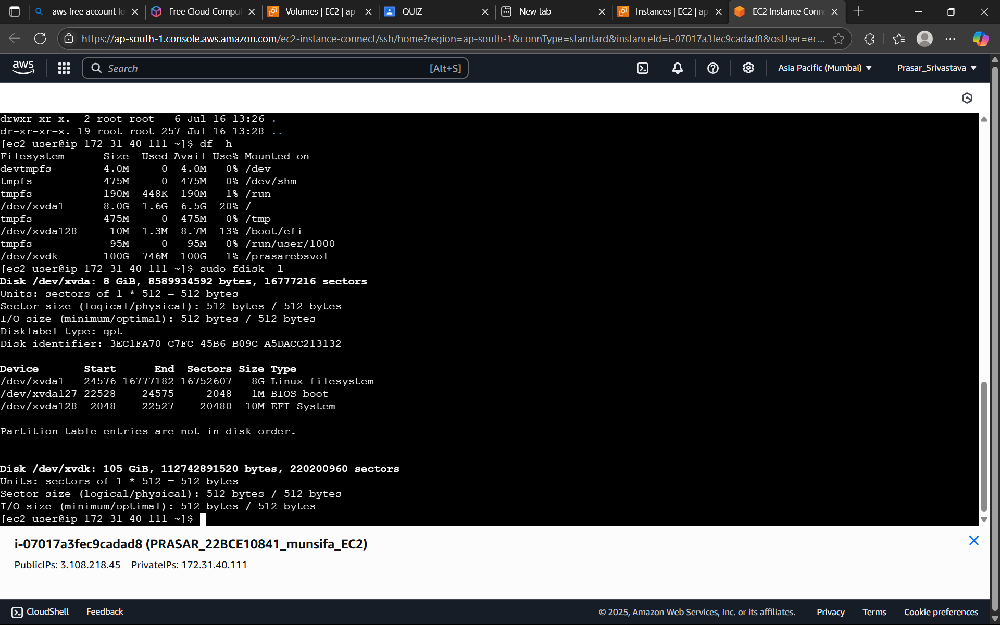 aws free account lo
Free Cloud Comput
Volumes | EC2 | ap-
QUIZ
New tab
Instances | EC2 | ap
EC2 Instance Conn
https://ap-south-1.console.aws.amazon.com/ec2-instance-connect/ssh/home?region=ap-south-1&connType=standard&instanceId=i-07017a3fec9cadad8&osUser=ec...
aws
Search
[Alt+S]
Asia Pacific (Mumbai)
Prasar_Srivastava
drwxr-xr-x.  2 root root   6 Jul 16 13:26 .
dr-xr-xr-x. 19 root root 257 Jul 16 13:28 ..
[ec2-user@ip-172-31-40-111 ~]$ df -h
Filesystem      Size  Used Avail Use% Mounted on
devtmpfs        4.0M     0  4.0M   0% /dev
tmpfs           475M     0  475M   0% /dev/shm
tmpfs           190M  448K  190M   1% /run
/dev/xvda1      8.0G  1.6G  6.5G  20% /
tmpfs           475M     0  475M   0% /tmp
/dev/xvda128     10M  1.3M  8.7M  13% /boot/efi
tmpfs            95M     0   95M   0% /run/user/1000
/dev/xvdk       100G  746M  100G   1% /prasarebsvol
[ec2-user@ip-172-31-40-111 ~]$ sudo fdisk -l
Disk /dev/xvda: 8 GiB, 8589934592 bytes, 16777216 sectors
Units: sectors of 1 * 512 = 512 bytes
Sector size (logical/physical): 512 bytes / 512 bytes
I/O size (minimum/optimal): 512 bytes / 512 bytes
Disklabel type: gpt
Disk identifier: 3EC1FA70-C7FC-45B6-B09C-A5DACC213132
Device       Start      End  Sectors Size Type
/dev/xvda1   24576 16777182 16752607   8G Linux filesystem
/dev/xvda127 22528    24575     2048   1M BIOS boot
/dev/xvda128  2048    22527    20480  10M EFI System
Partition table entries are not in disk order.
Disk /dev/xvdk: 105 GiB, 112742891520 bytes, 220200960 sectors
Units: sectors of 1 * 512 = 512 bytes
Sector size (logical/physical): 512 bytes / 512 bytes
I/O size (minimum/optimal): 512 bytes / 512 bytes
[ec2-user@ip-172-31-40-111 ~]$
i-07017a3fec9cadad8 (PRASAR_22BCE10841_munsifa_EC2)
PublicIPs: 3.108.218.45    PrivateIPs: 172.31.40.111
CloudShell
Feedback
© 2025, Amazon Web Services, Inc. or its affiliates.
Privacy
Terms
Cookie preferences